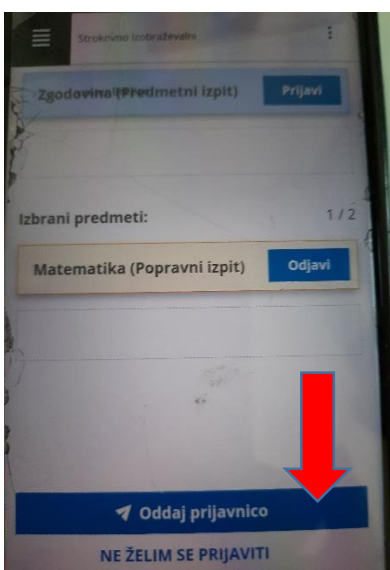 Strokovno izobraževalni
Zgodovina (Predmetni izpit)
Prijavi
Izbrani predmeti:
1 / 2
Matematika (Popravni izpit)
Odjavi
Oddaj prijavnico
NE ŽELIM SE PRIJAVITI